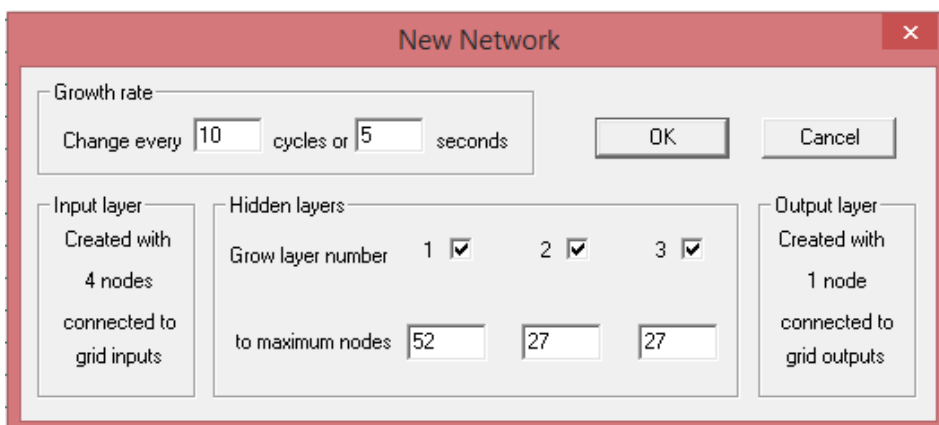 New Network
Growth rate
Change every 10 cycles or 5 seconds
OK
Cancel
Input layer
Created with
4 nodes
connected to
grid inputs
Hidden layers
Grow layer number 1 2 3
to maximum nodes 52 27 27
Output layer
Created with
1 node
connected to
grid outputs